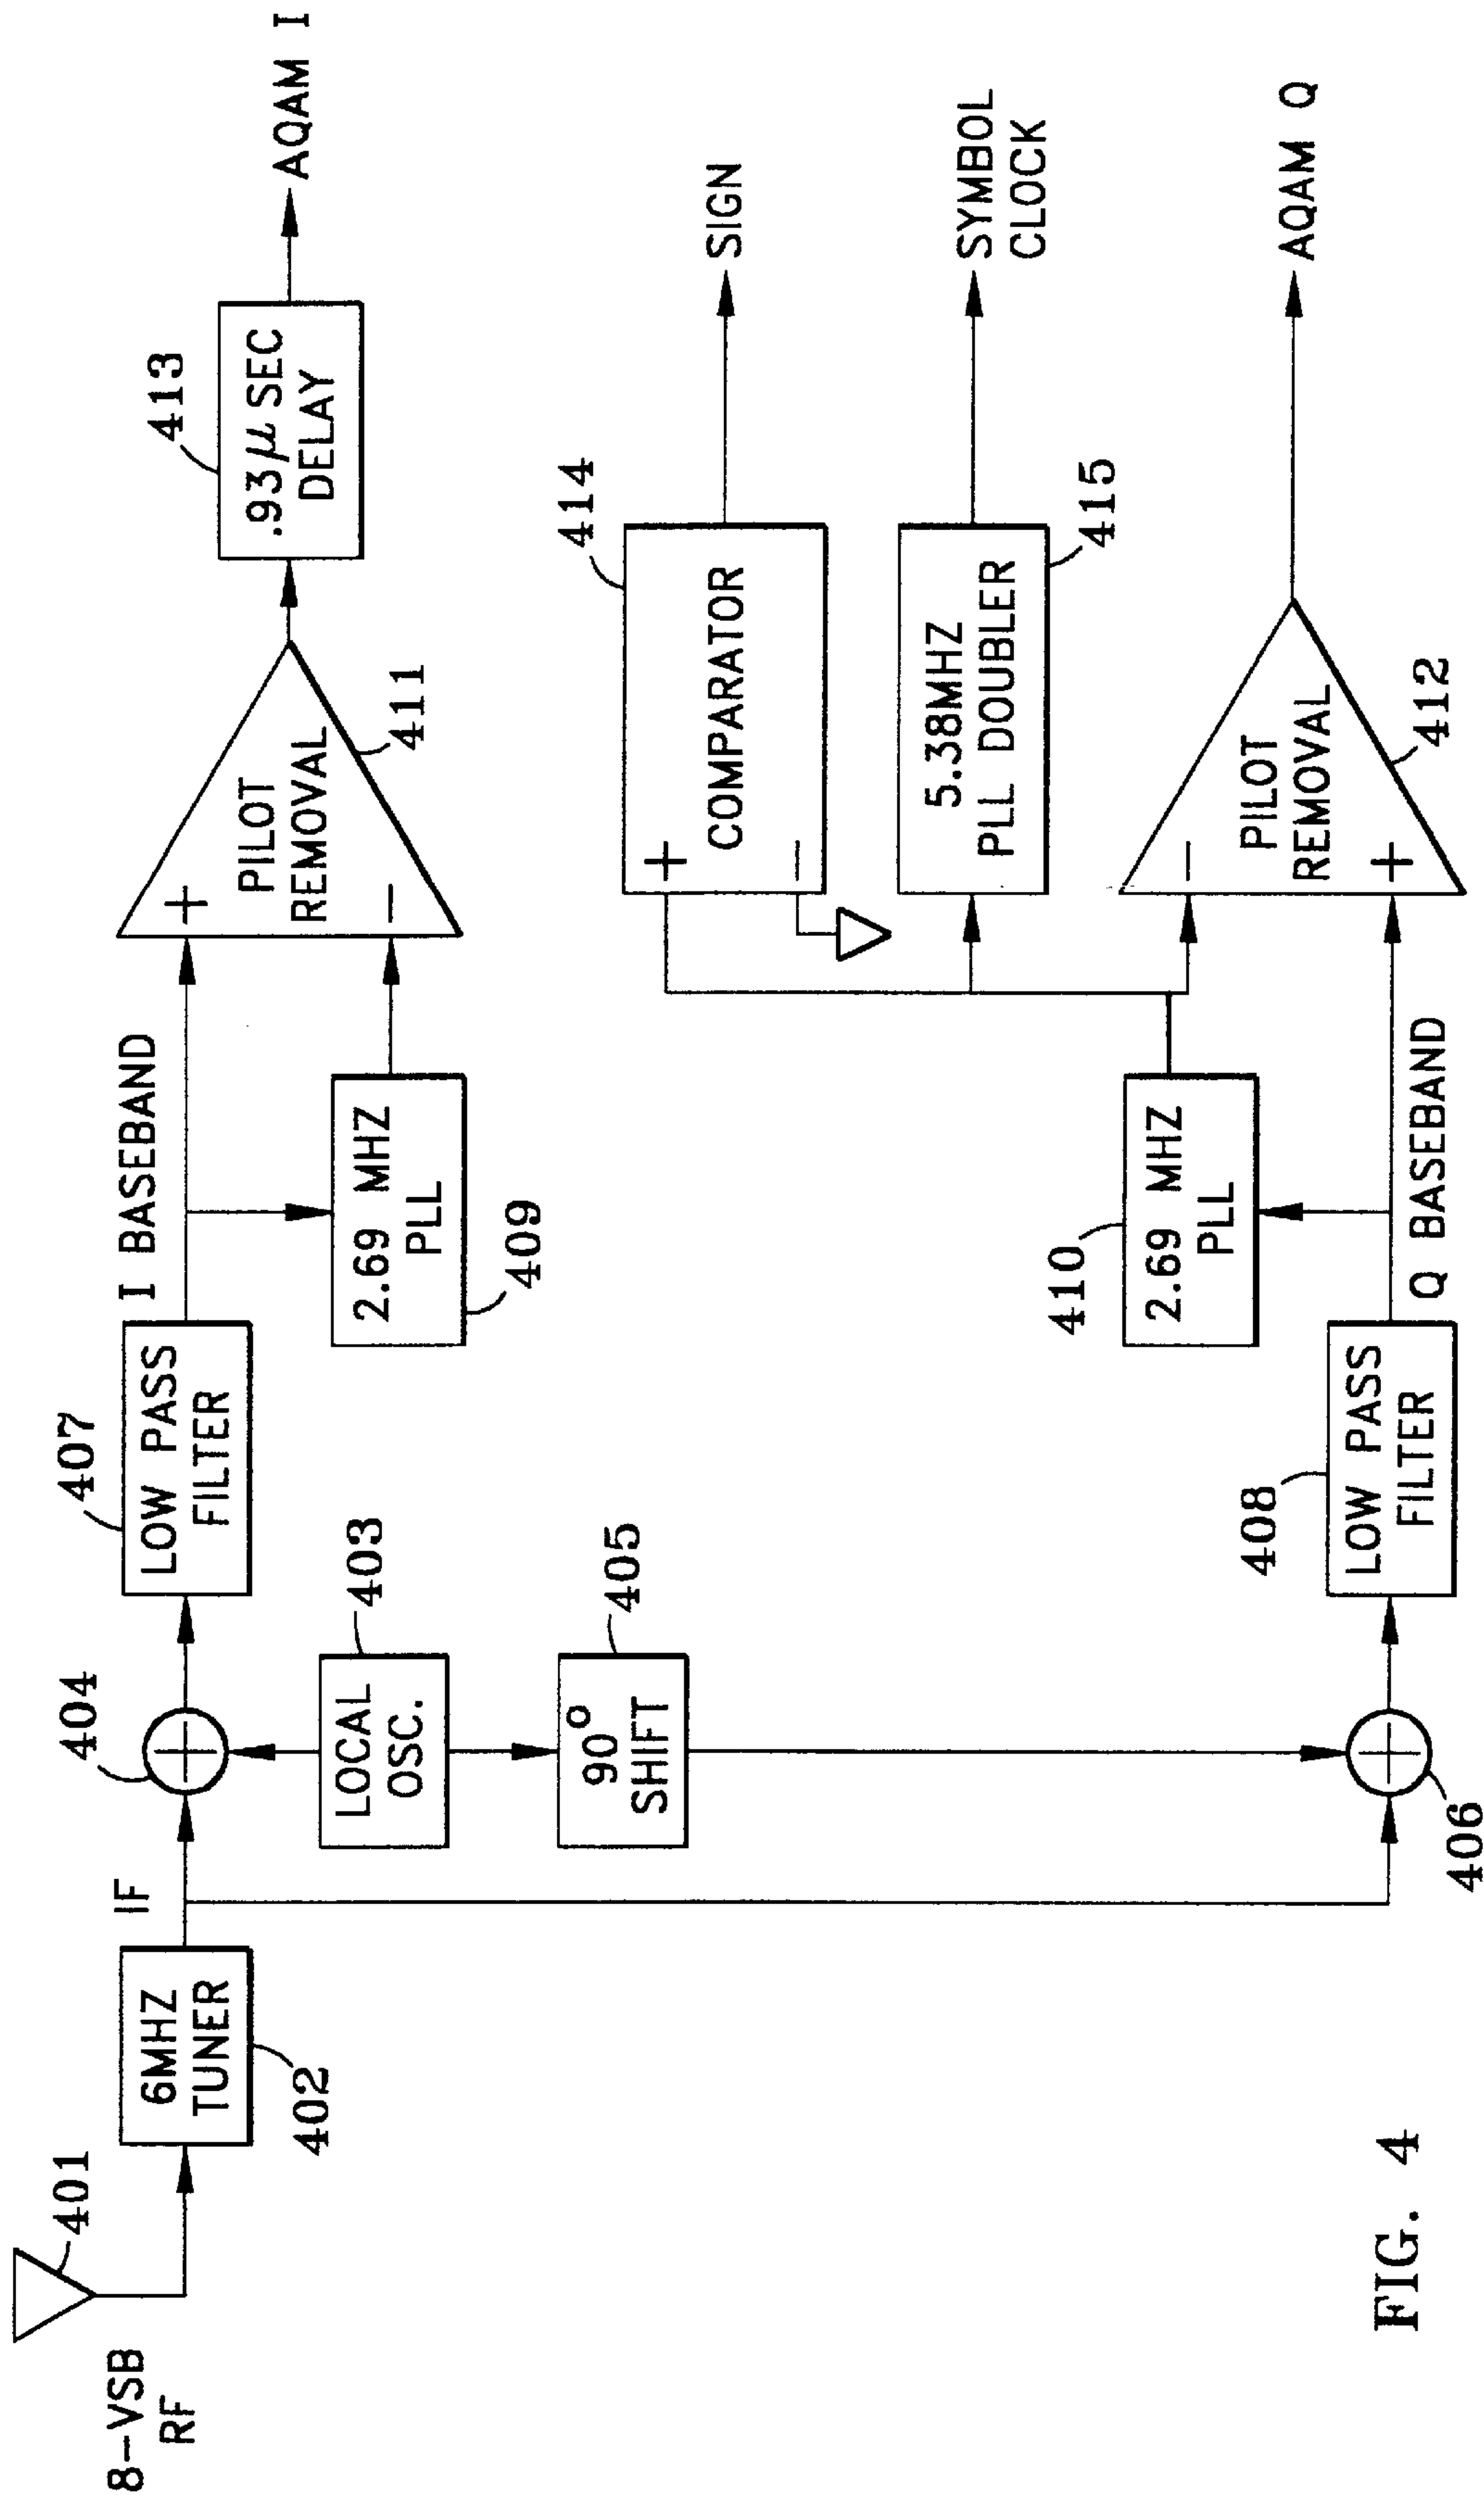 8-VSB
RF
401
6MHZ
TUNER
402
IF
404
LOCAL
OSC.
403
90°
SHIFT
405
406
407
LOW PASS
FILTER
I BASEBAND
2.69 MHZ
PLL
409
PILOT
REMOVAL
+
−
411
.93μSEC
DELAY
413
AQAM I
414
+
COMPARATOR
−
SIGN
5.38MHZ
PLL DOUBLER
415
SYMBOL
CLOCK
408
LOW PASS
FILTER
410
2.69 MHZ
PLL
Q BASEBAND
−
PILOT
REMOVAL
+
412
AQAM Q
FIG. 4